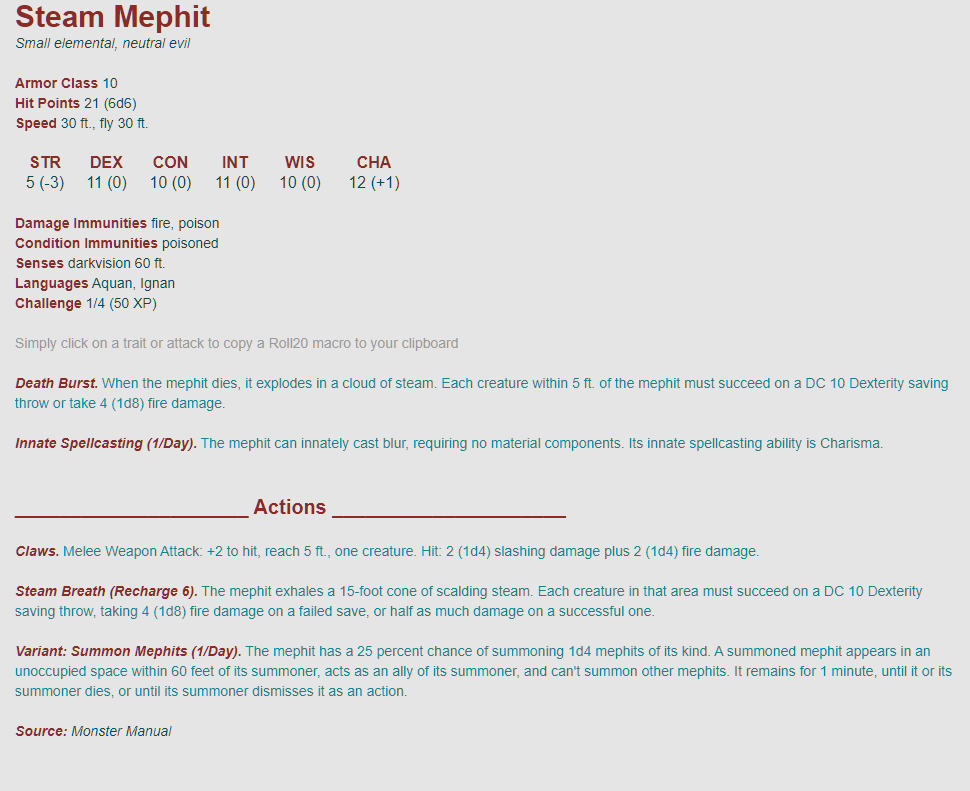 Steam Mephit
Small elemental, neutral evil
Armor Class 10
Hit Points 21 (6d6)
Speed 30 ft., fly 30 ft.
STR DEX CON INT WIS CHA
5 (-3) 11 (0) 10 (0) 11 (0) 10 (0) 12 (+1)
Damage Immunities fire, poison
Condition Immunities poisoned
Senses darkvision 60 ft.
Languages Aquan, Ignan
Challenge 1/4 (50 XP)
Simply click on a trait or attack to copy a Roll20 macro to your clipboard
Death Burst. When the mephit dies, it explodes in a cloud of steam. Each creature within 5 ft. of the mephit must succeed on a DC 10 Dexterity saving
throw or take 4 (1d8) fire damage.
Innate Spellcasting (1/Day). The mephit can innately cast blur, requiring no material components. Its innate spellcasting ability is Charisma.
_____________________ Actions _____________________
Claws. Melee Weapon Attack: +2 to hit, reach 5 ft., one creature. Hit: 2 (1d4) slashing damage plus 2 (1d4) fire damage.
Steam Breath (Recharge 6). The mephit exhales a 15-foot cone of scalding steam. Each creature in that area must succeed on a DC 10 Dexterity
saving throw, taking 4 (1d8) fire damage on a failed save, or half as much damage on a successful one.
Variant: Summon Mephits (1/Day). The mephit has a 25 percent chance of summoning 1d4 mephits of its kind. A summoned mephit appears in an
unoccupied space within 60 feet of its summoner, acts as an ally of its summoner, and can't summon other mephits. It remains for 1 minute, until it or its
summoner dies, or until its summoner dismisses it as an action.
Source: Monster Manual